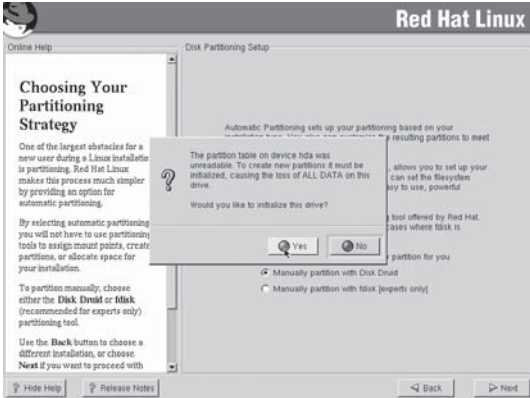 Red Hat Linux
Online Help
Disk Partitioning Setup
Choosing Your
Partitioning
Strategy
One of the largest obstacles for a
new user during a Linux installatio
is partitioning. Red Hat Linux
makes this process much simpler
by providing an option for
automatic partitioning.
By selecting automatic partitioning
you will not have to use partitioning
tools to assign mount points, create
partitions, or allocate space for
your installation.
To partition manually, choose
either the Disk Druid or fdisk
(recommended for experts only)
partitioning tool.
Use the Back button to choose a
different installation, or choose
Next if you want to proceed with
Automatic Partitioning sets up your partitioning based on your
the resulting partitions to meet
, allows you to set up your
can set the filesystem
asy to use, powerful
tool offered by Red Hat.
cases where fdisk is
partition for you
Manually partition with Disk Druid
Manually partition with fdisk [experts only]
The partition table on device hda was
unreadable. To create new partitions it must be
initialized, causing the loss of ALL DATA on this
drive.
Would you like to initialize this drive?
Yes
No
Hide Help
Release Notes
Back
Next